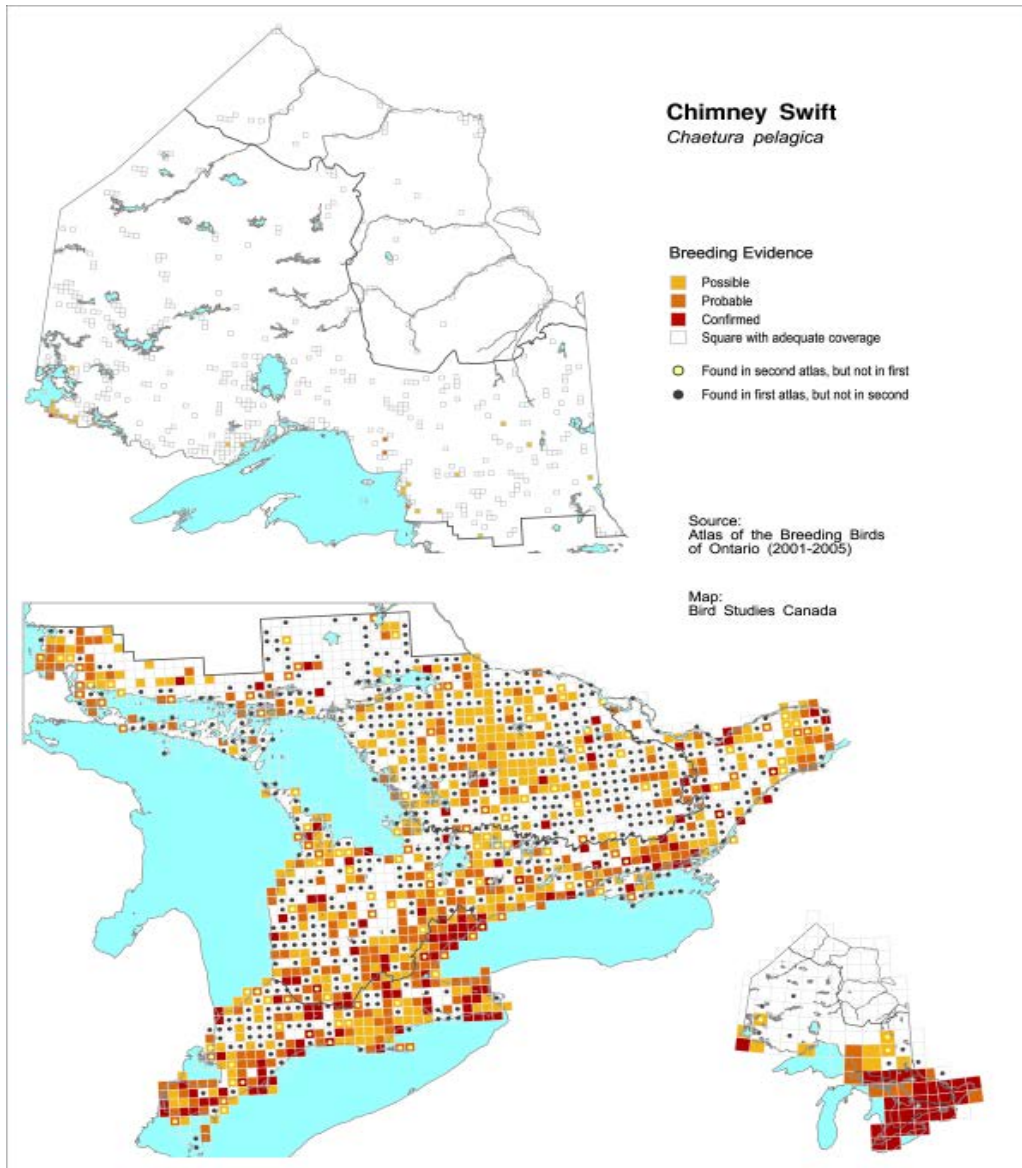 Chimney Swift
Chaetura pelagica
Breeding Evidence
Possible
Probable
Confirmed
Square with adequate coverage
Found in second atlas, but not in first
Found in first atlas, but not in second
Source:
Atlas of the Breeding Birds
of Ontario (2001-2005)
Map:
Bird Studies Canada